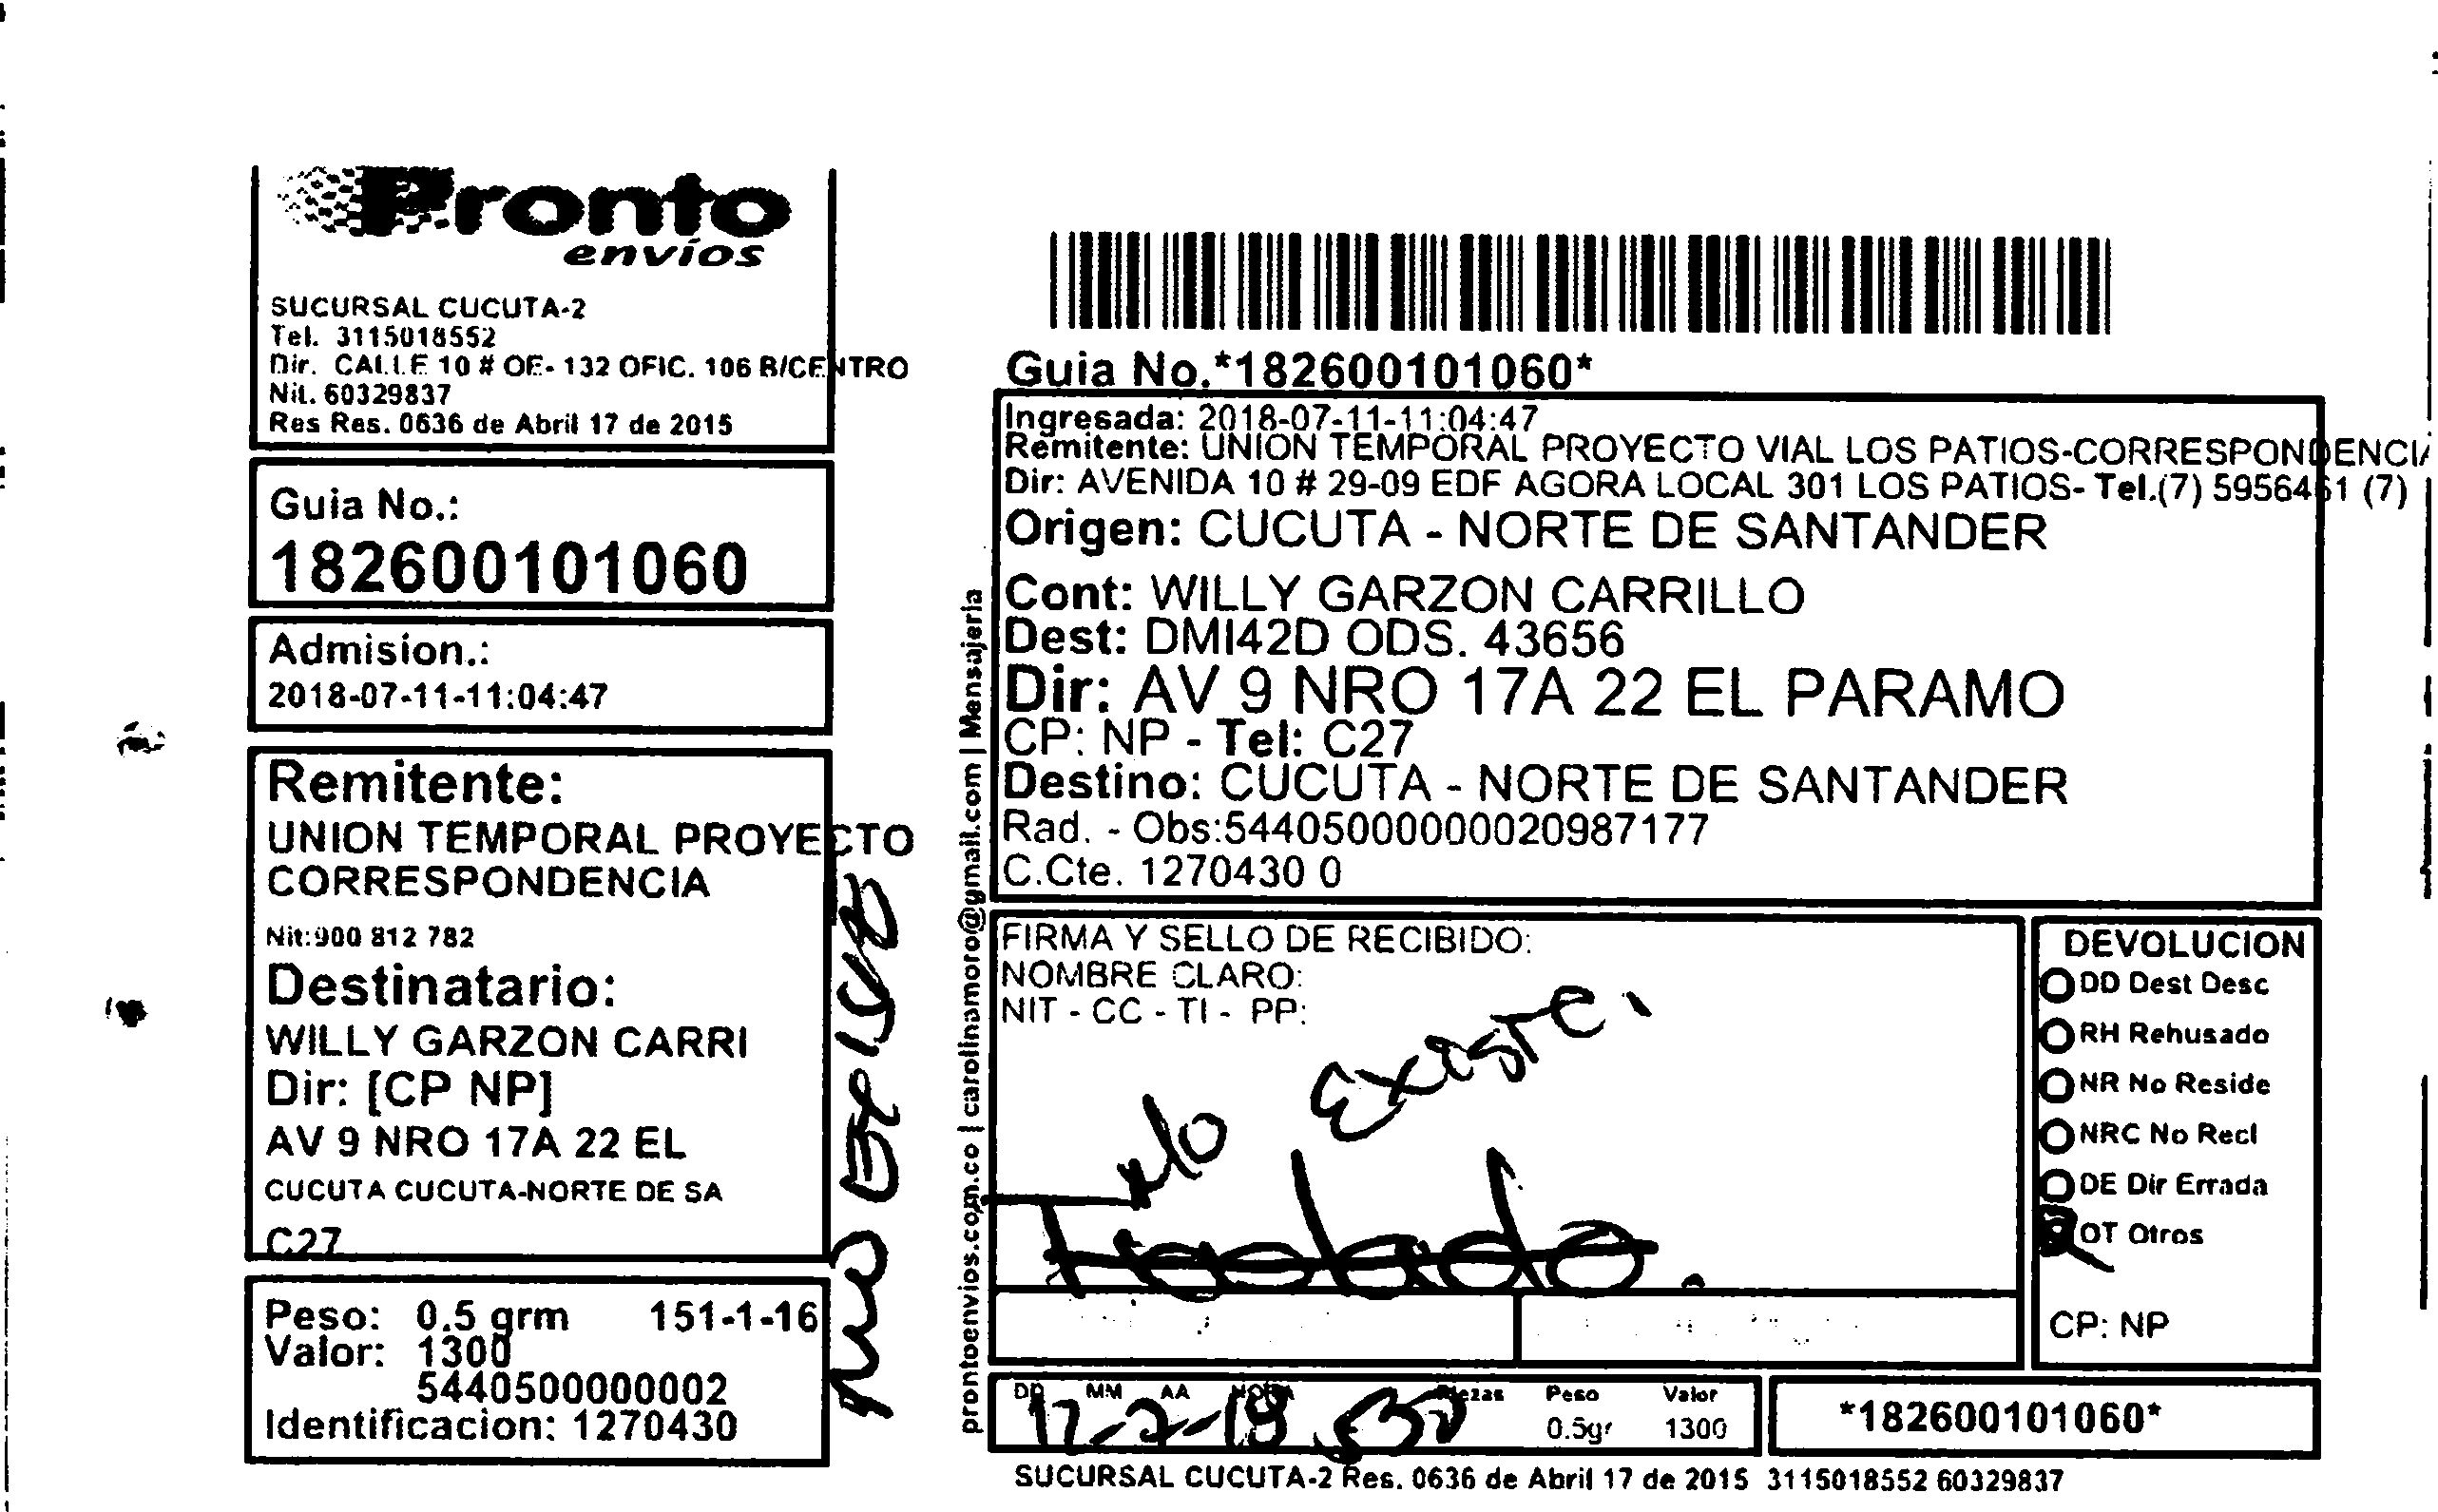 Pronto
envíos
SUCURSAL CUCUTA-2
Tel. 3115018552
Dir. CALLE 10 # OE- 132 OFIC. 106 B/CENTRO
Nit. 60329837
Res Res. 0636 de Abril 17 de 2015
Guia No.:
182600101060
Admision.:
2018-07-11-11:04:47
Remitente:
UNION TEMPORAL PROYECTO
CORRESPONDENCIA
Nit:900 812 782
Destinatario:
WILLY GARZON CARRI
Dir: [CP NP]
AV 9 NRO 17A 22 EL
CUCUTA CUCUTA-NORTE DE SA
C27
Peso: 0.5 grm 151-1-16
Valor: 1300
5440500000002
Identificacion: 1270430
prontoenvios.com.co | carolinamoro@gmail.com | Mensajeria
Guia No.*182600101060*
Ingresada: 2018-07-11-11:04:47
Remitente: UNION TEMPORAL PROYECTO VIAL LOS PATIOS-CORRESPONDENCIA
Dir: AVENIDA 10 # 29-09 EDF AGORA LOCAL 301 LOS PATIOS- Tel.(7) 5956461 (7)
Origen: CUCUTA - NORTE DE SANTANDER
Cont: WILLY GARZON CARRILLO
Dest: DMI42D ODS. 43656
Dir: AV 9 NRO 17A 22 EL PARAMO
CP: NP - Tel: C27
Destino: CUCUTA - NORTE DE SANTANDER
Rad. - Obs:544050000000020987177
C.Cte. 1270430 0
FIRMA Y SELLO DE RECIBIDO:
NOMBRE CLARO:
NIT - CC - TI - PP:
No Existe.
DEVOLUCION
DD Dest Desc
RH Rehusado
NR No Reside
NRC No Recl
DE Dir Errada
OT Otros
CP: NP
DD MM AA HORA Piezas Peso Valor
12-7-18 0.5gr 1300
*182600101060*
SUCURSAL CUCUTA-2 Res. 0636 de Abril 17 de 2015 3115018552 60329837